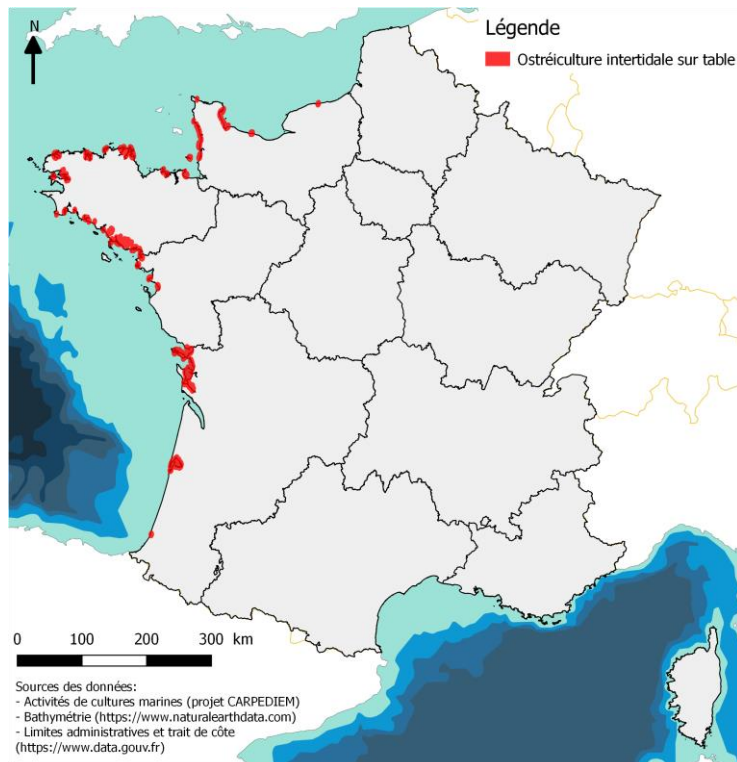 N
Légende
Ostréiculture intertidale sur table
0 100 200 300 km
Sources des données:
- Activités de cultures marines (projet CARPEDIEM)
- Bathymétrie (https://www.naturalearthdata.com)
- Limites administratives et trait de côte
(https://www.data.gouv.fr)